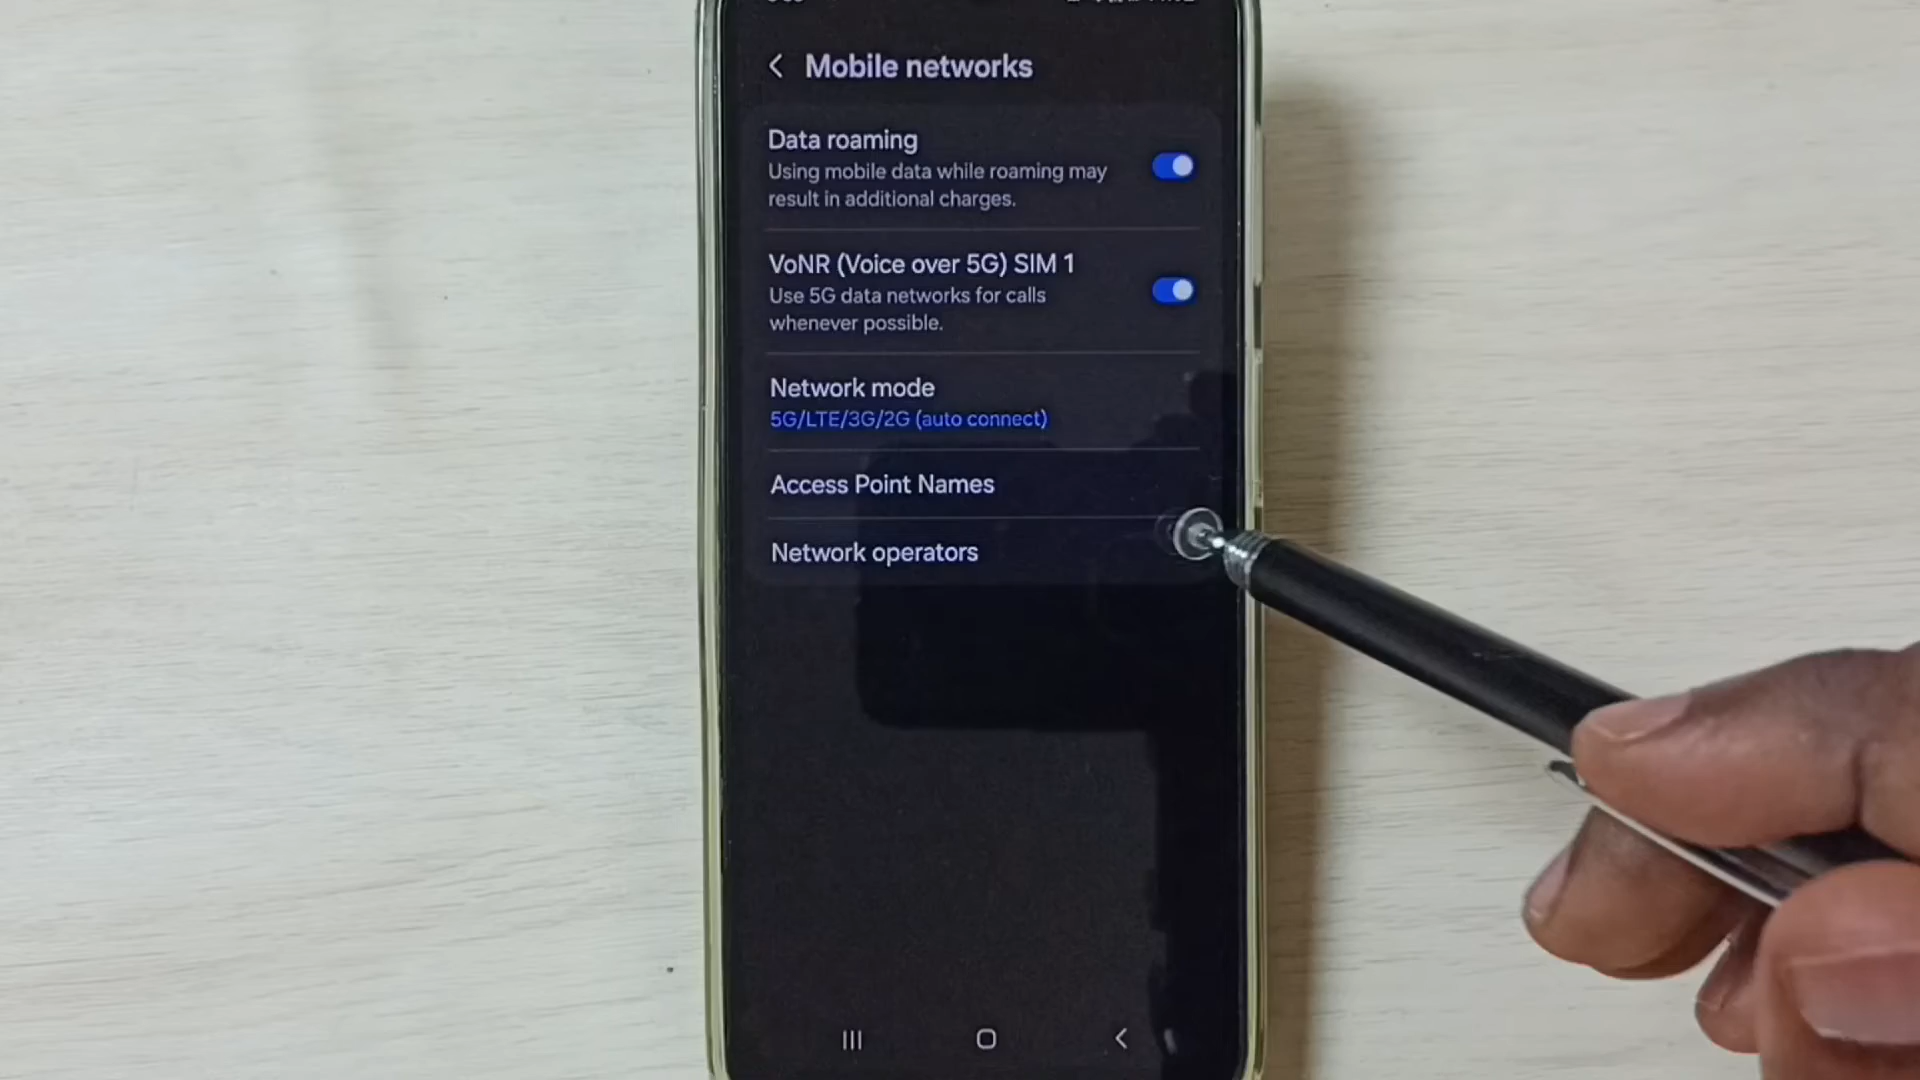 Mobile networks
Data roaming
Using mobile data while roaming may
result in additional charges.
VoNR (Voice over 5G) SIM 1
Use 5G data networks for calls
whenever possible.
Network mode
5G/LTE/3G/2G (auto connect)
Access Point Names
Network operators